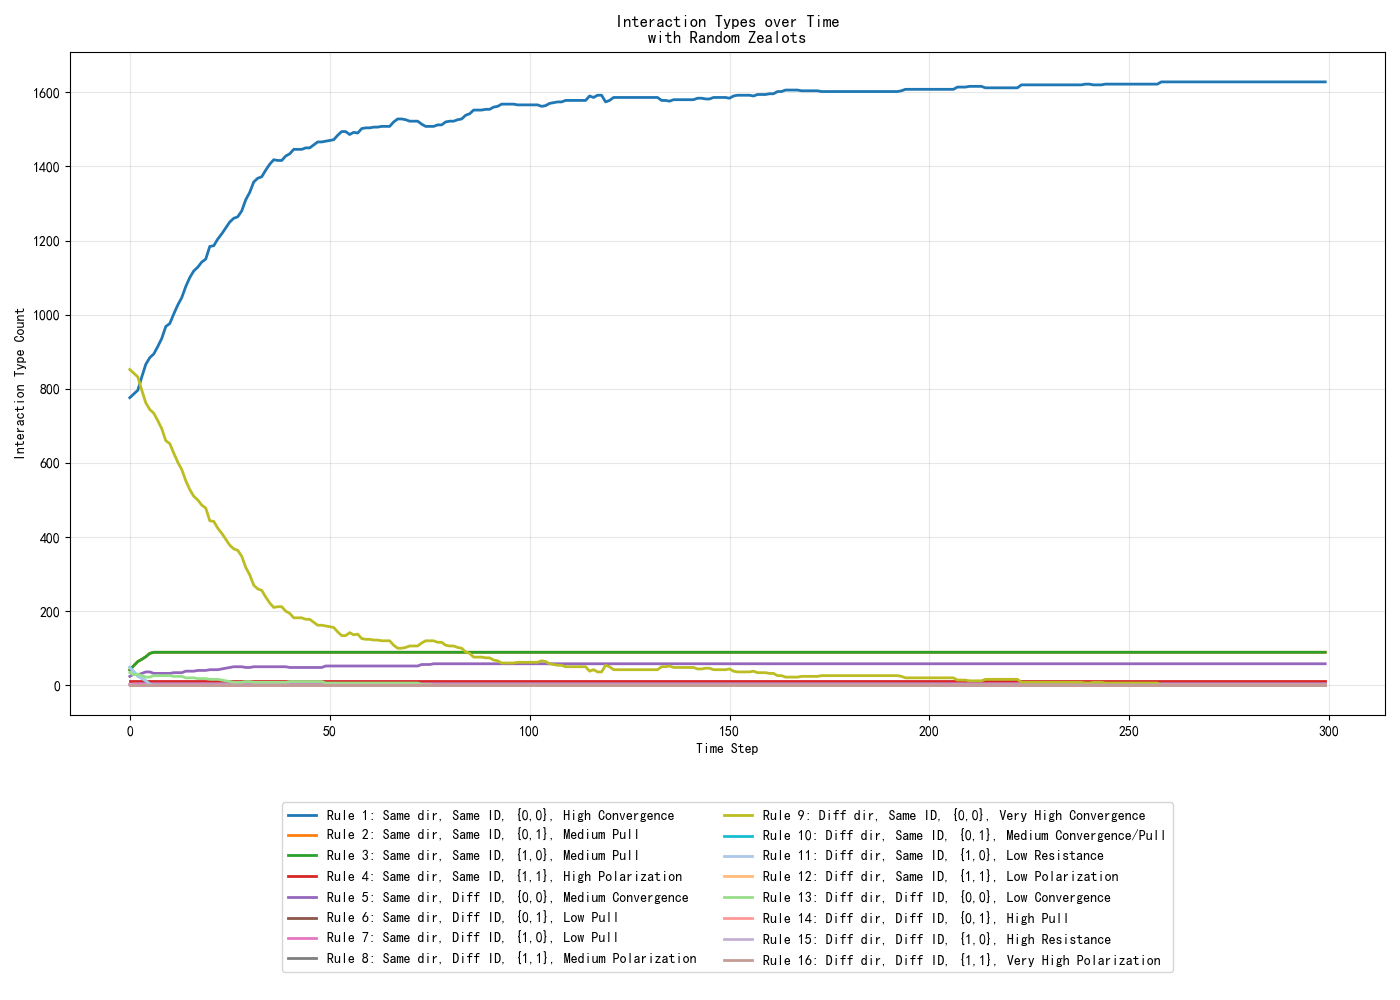 Interaction Types over Time
with Random Zealots
Interaction Type Count
1600
1400
1200
1000
800
600
400
200
0
0
50
100
150
200
250
300
Time Step
Rule 1: Same dir, Same ID, {0,0}, High Convergence
Rule 2: Same dir, Same ID, {0,1}, Medium Pull
Rule 3: Same dir, Same ID, {1,0}, Medium Pull
Rule 4: Same dir, Same ID, {1,1}, High Polarization
Rule 5: Same dir, Diff ID, {0,0}, Medium Convergence
Rule 6: Same dir, Diff ID, {0,1}, Low Pull
Rule 7: Same dir, Diff ID, {1,0}, Low Pull
Rule 8: Same dir, Diff ID, {1,1}, Medium Polarization
Rule 9: Diff dir, Same ID, {0,0}, Very High Convergence
Rule 10: Diff dir, Same ID, {0,1}, Medium Convergence/Pull
Rule 11: Diff dir, Same ID, {1,0}, Low Resistance
Rule 12: Diff dir, Same ID, {1,1}, Low Polarization
Rule 13: Diff dir, Diff ID, {0,0}, Low Convergence
Rule 14: Diff dir, Diff ID, {0,1}, High Pull
Rule 15: Diff dir, Diff ID, {1,0}, High Resistance
Rule 16: Diff dir, Diff ID, {1,1}, Very High Polarization